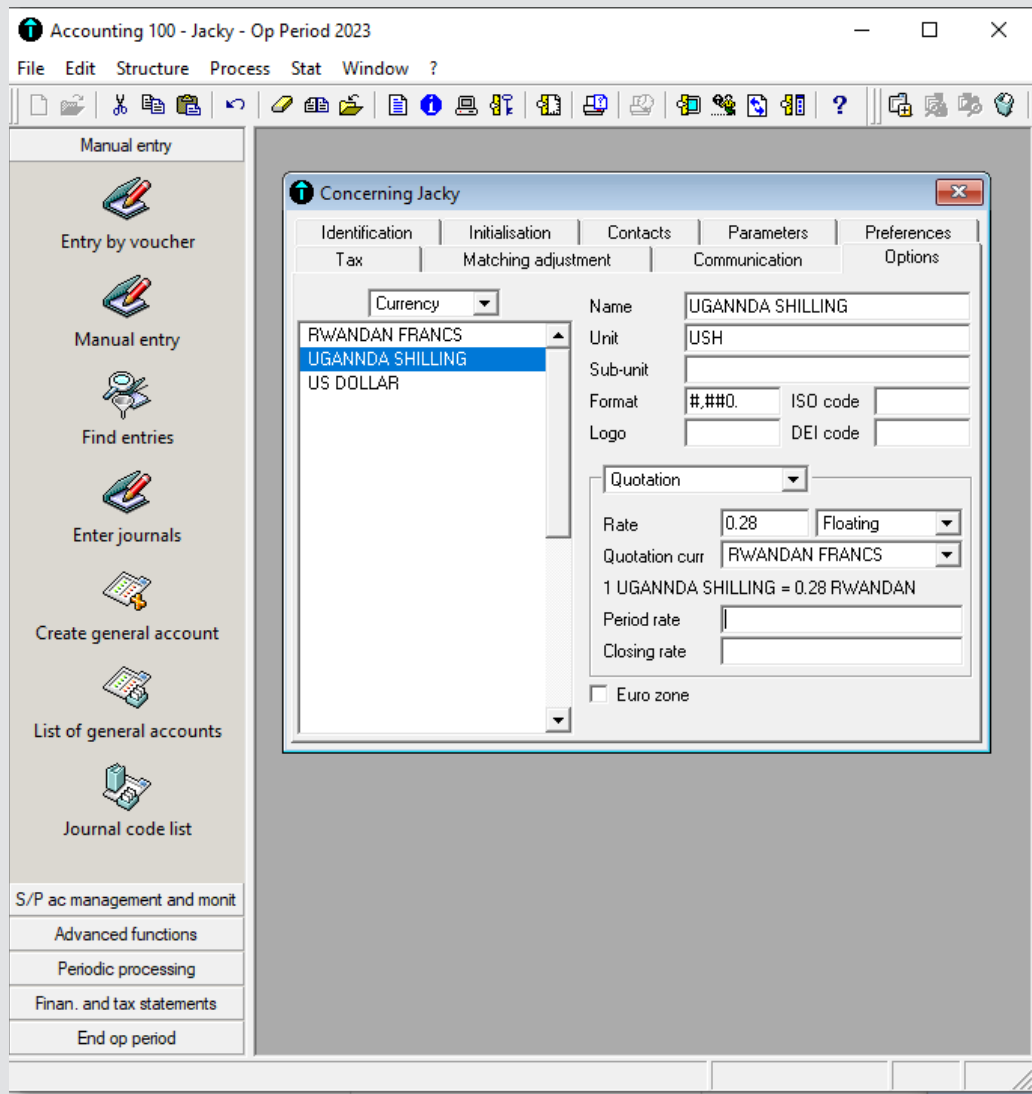 Accounting 100 - Jacky - Op Period 2023
File Edit Structure Process Stat Window ?
Manual entry
Entry by voucher
Manual entry
Find entries
Enter journals
Create general account
List of general accounts
Journal code list
S/P ac management and monit
Advanced functions
Periodic processing
Finan. and tax statements
End op period
Concerning Jacky
Identification Initialisation Contacts Parameters Preferences
Tax Matching adjustment Communication Options
Currency
RWANDAN FRANCS
UGANNDA SHILLING
US DOLLAR
Name UGANNDA SHILLING
Unit USH
Sub-unit
Format #,##0. ISO code
Logo DEI code
Quotation
Rate 0.28 Floating
Quotation curr RWANDAN FRANCS
1 UGANNDA SHILLING = 0.28 RWANDAN
Period rate
Closing rate
Euro zone